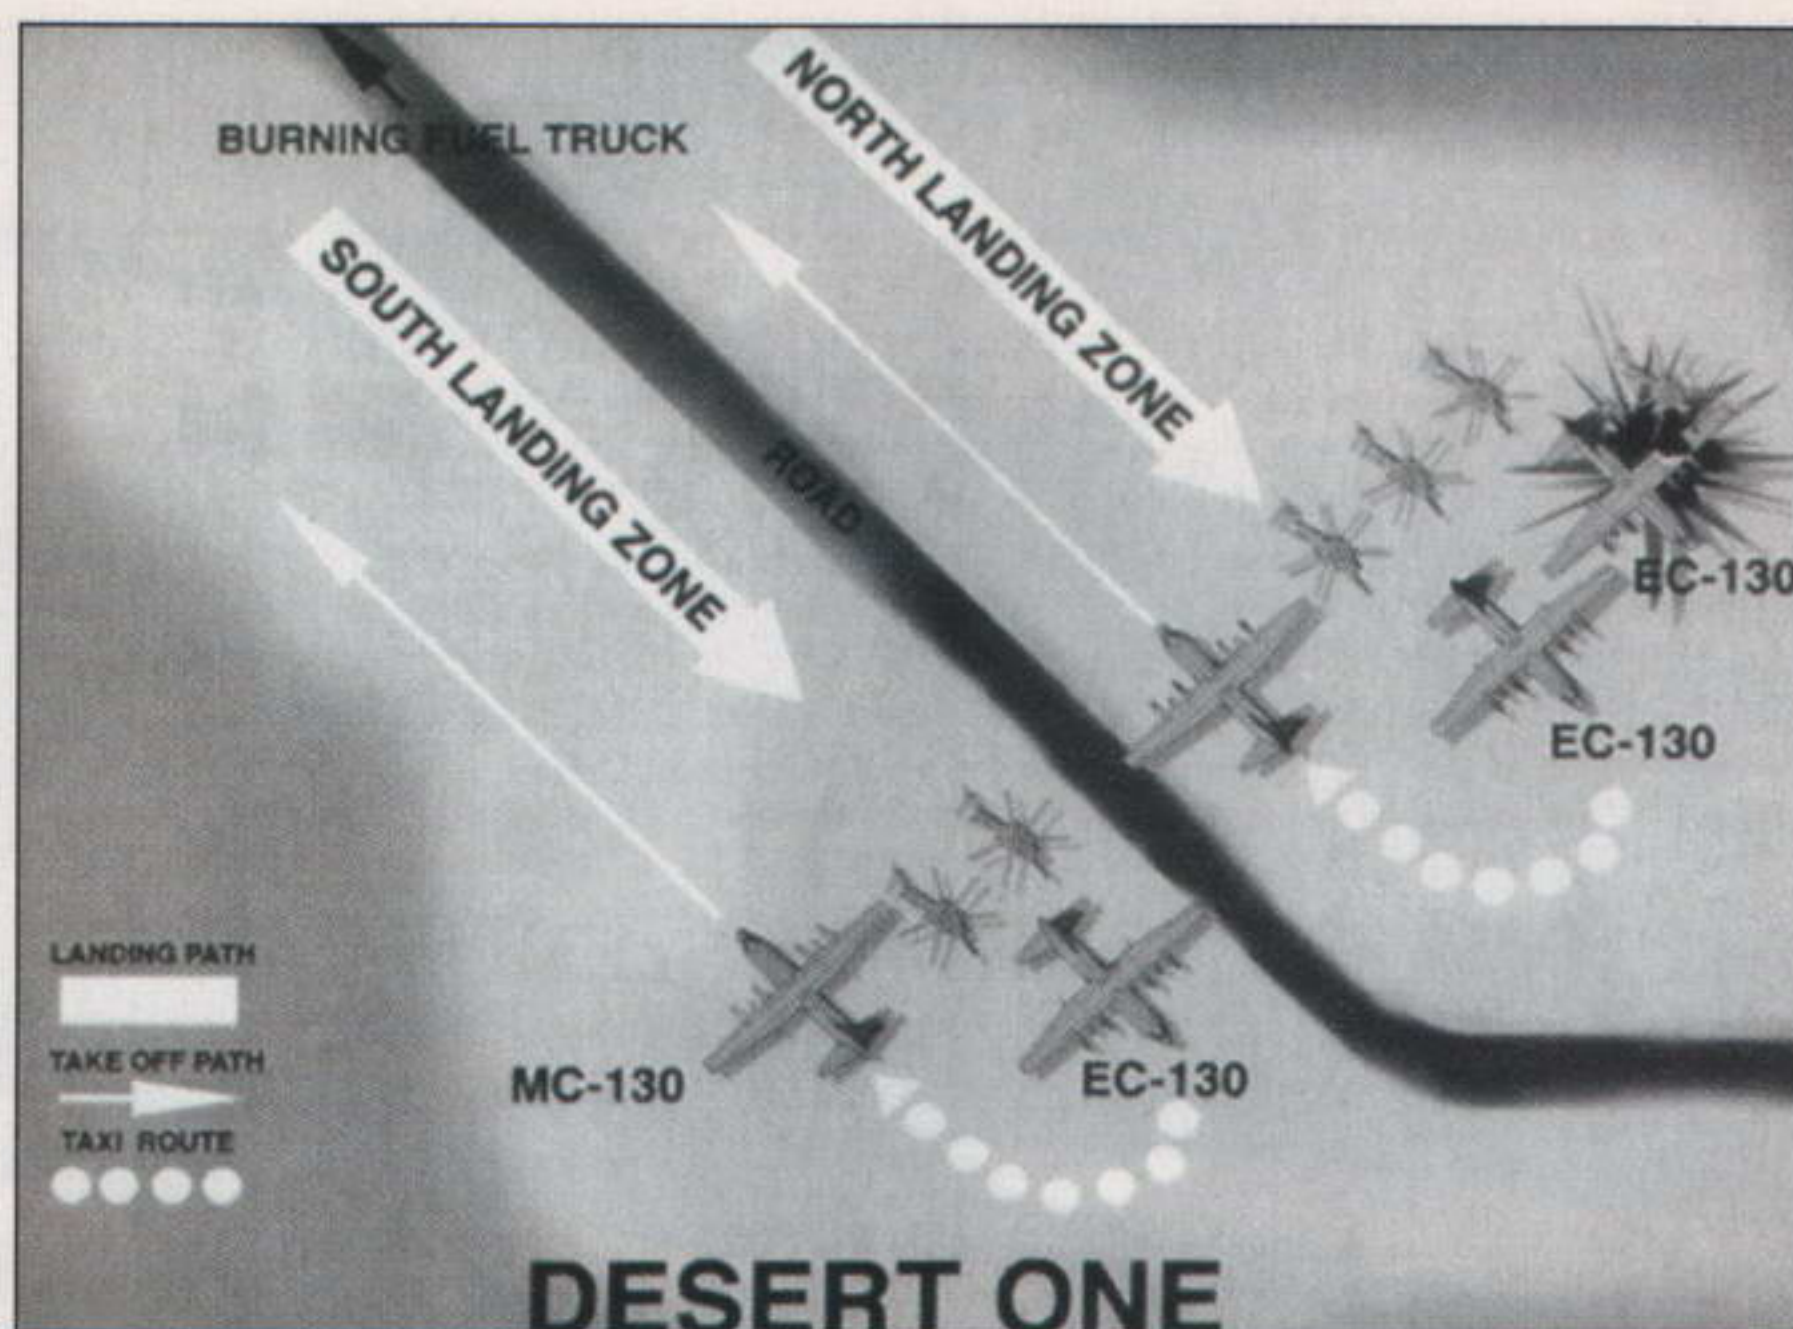 BURNING FUEL TRUCK
NORTH LANDING ZONE
SOUTH LANDING ZONE
ROAD
EC-130
EC-130
MC-130
EC-130
LANDING PATH
TAKE OFF PATH
TAXI ROUTE
DESERT ONE